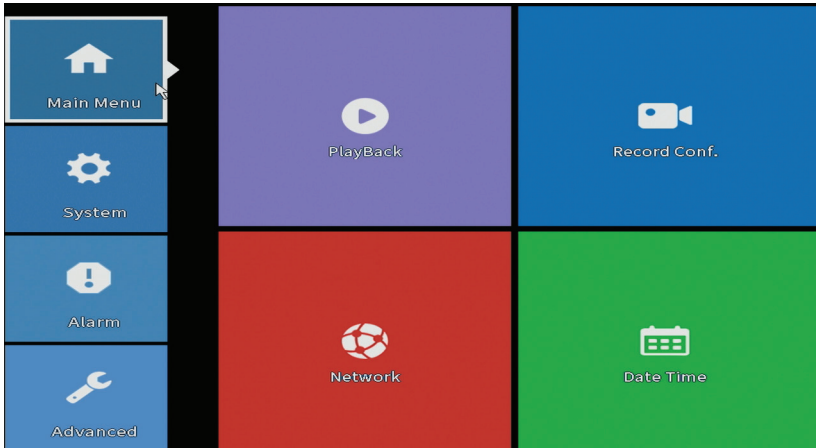 Main Menu
PlayBack
Record Conf.
System
Alarm
Network
Date Time
Advanced